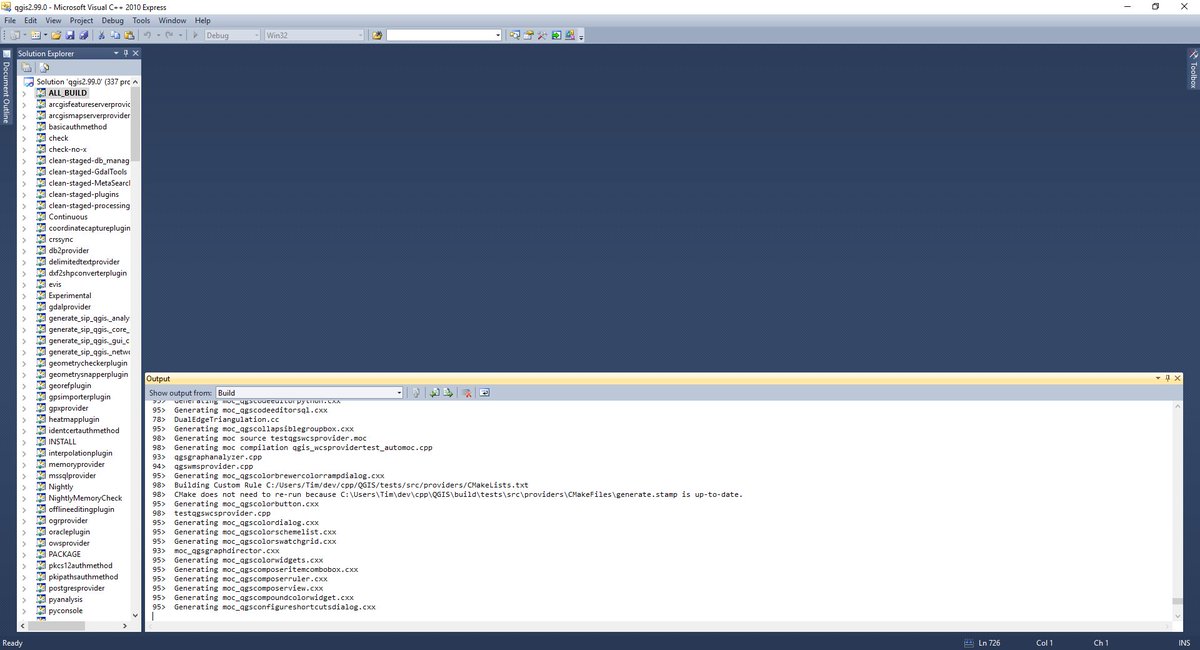 qgis2.99.0 - Microsoft Visual C++ 2010 Express
File Edit View Project Debug Tools Window Help
Debug Win32
Document Outline
Toolbox
Solution Explorer
Solution 'qgis2.99.0' (337 pro
ALL_BUILD
arcgisfeatureserverprovic
arcgismapserverprovider
basicauthmethod
check
check-no-x
clean-staged-db_manag
clean-staged-GdalTools
clean-staged-MetaSearch
clean-staged-plugins
clean-staged-processing
Continuous
coordinatecaptureplugin
crssync
db2provider
delimitedtextprovider
dxf2shpconverterplugin
evis
Experimental
gdalprovider
generate_sip_qgis._analy
generate_sip_qgis._core_
generate_sip_qgis._gui_c
generate_sip_qgis._netwo
geometrycheckerplugin
geometrysnapperplugin
georefplugin
gpsimporterplugin
gpxprovider
heatmapplugin
identcertauthmethod
INSTALL
interpolationplugin
memoryprovider
mssqlprovider
Nightly
NightlyMemoryCheck
offlineeditingplugin
ogrprovider
oracleplugin
owsprovider
PACKAGE
pkcs12authmethod
pkipathsauthmethod
postgresprovider
pyanalysis
pyconsole
Output
Show output from: Build
95> Generating moc_qgscodeeditorpython.cxx
95> Generating moc_qgscodeeditorsql.cxx
78> DualEdgeTriangulation.cc
95> Generating moc_qgscollapsiblegroupbox.cxx
98> Generating moc source testqgswcsprovider.moc
98> Generating moc compilation qgis_wcsprovidertest_automoc.cpp
93> qgsgraphanalyzer.cpp
94> qgswmsprovider.cpp
95> Generating moc_qgscolorbrewercolorrampdialog.cxx
98> Building Custom Rule C:/Users/Tim/dev/cpp/QGIS/tests/src/providers/CMakeLists.txt
98> CMake does not need to re-run because C:\Users\Tim\dev\cpp\QGIS\build\tests\src\providers\CMakeFiles\generate.stamp is up-to-date.
95> Generating moc_qgscolorbutton.cxx
98> testqgswcsprovider.cpp
95> Generating moc_qgscolordialog.cxx
95> Generating moc_qgscolorschemelist.cxx
95> Generating moc_qgscolorswatchgrid.cxx
93> moc_qgsgraphdirector.cxx
95> Generating moc_qgscolorwidgets.cxx
95> Generating moc_qgscomposeritemcombobox.cxx
95> Generating moc_qgscomposerruler.cxx
95> Generating moc_qgscomposerview.cxx
95> Generating moc_qgscompoundcolorwidget.cxx
95> Generating moc_qgsconfigureshortcutsdialog.cxx
Ready Ln 726 Col 1 Ch 1 INS